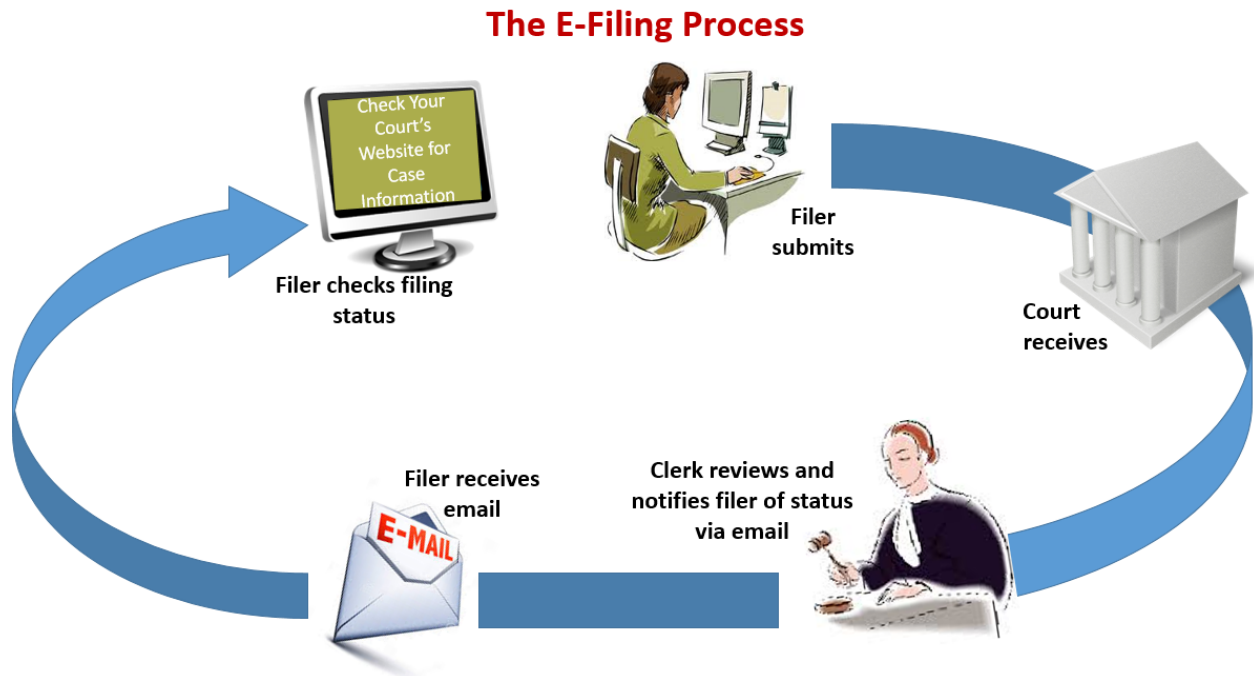 The E-Filing Process
Check Your
Court's
Website for
Case
Information
Filer checks filing
status
Filer
submits
Court
receives
Clerk reviews and
notifies filer of status
via email
Filer receives
email
E-MAIL